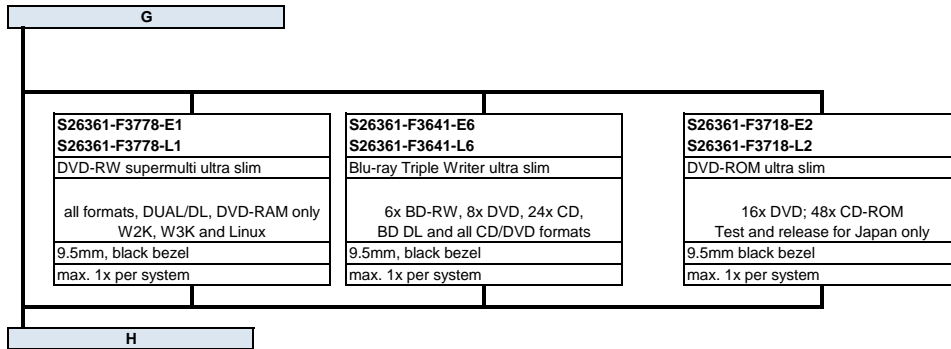 G
S26361-F3778-E1
S26361-F3778-L1
DVD-RW supermulti ultra slim
all formats, DUAL/DL, DVD-RAM only
W2K, W3K and Linux
9.5mm, black bezel
max. 1x per system
S26361-F3641-E6
S26361-F3641-L6
Blu-ray Triple Writer ultra slim
6x BD-RW, 8x DVD, 24x CD,
BD DL and all CD/DVD formats
9.5mm, black bezel
max. 1x per system
S26361-F3718-E2
S26361-F3718-L2
DVD-ROM ultra slim
16x DVD; 48x CD-ROM
Test and release for Japan only
9.5mm black bezel
max. 1x per system
H